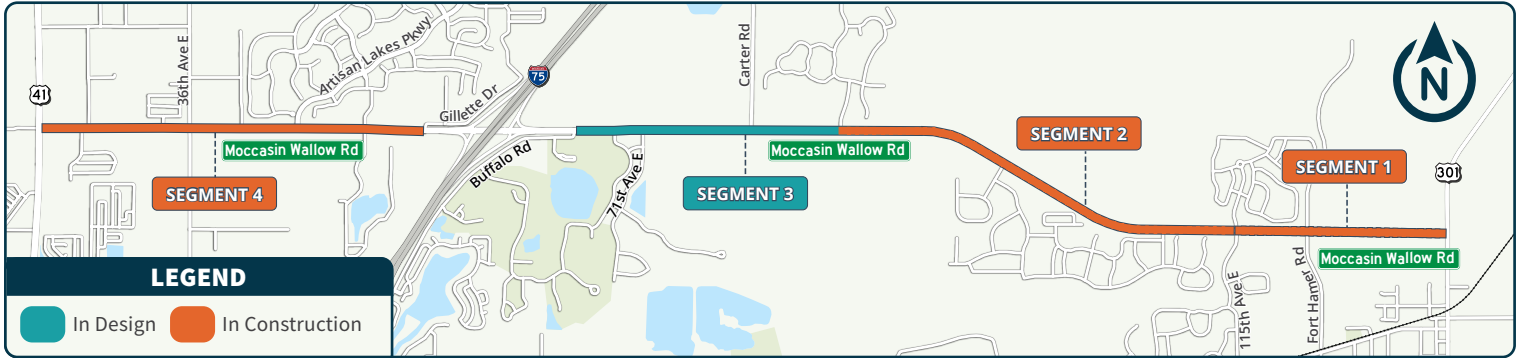 41
36th Ave E
Artisan Lakes Pkwy
Gillette Dr
75
Carter Rd
N
Moccasin Wallow Rd
SEGMENT 4
Buffalo Rd
71st Ave E
Moccasin Wallow Rd
SEGMENT 3
SEGMENT 2
SEGMENT 1
301
Moccasin Wallow Rd
115th Ave E
Fort Hamer Rd
LEGEND
In Design
In Construction